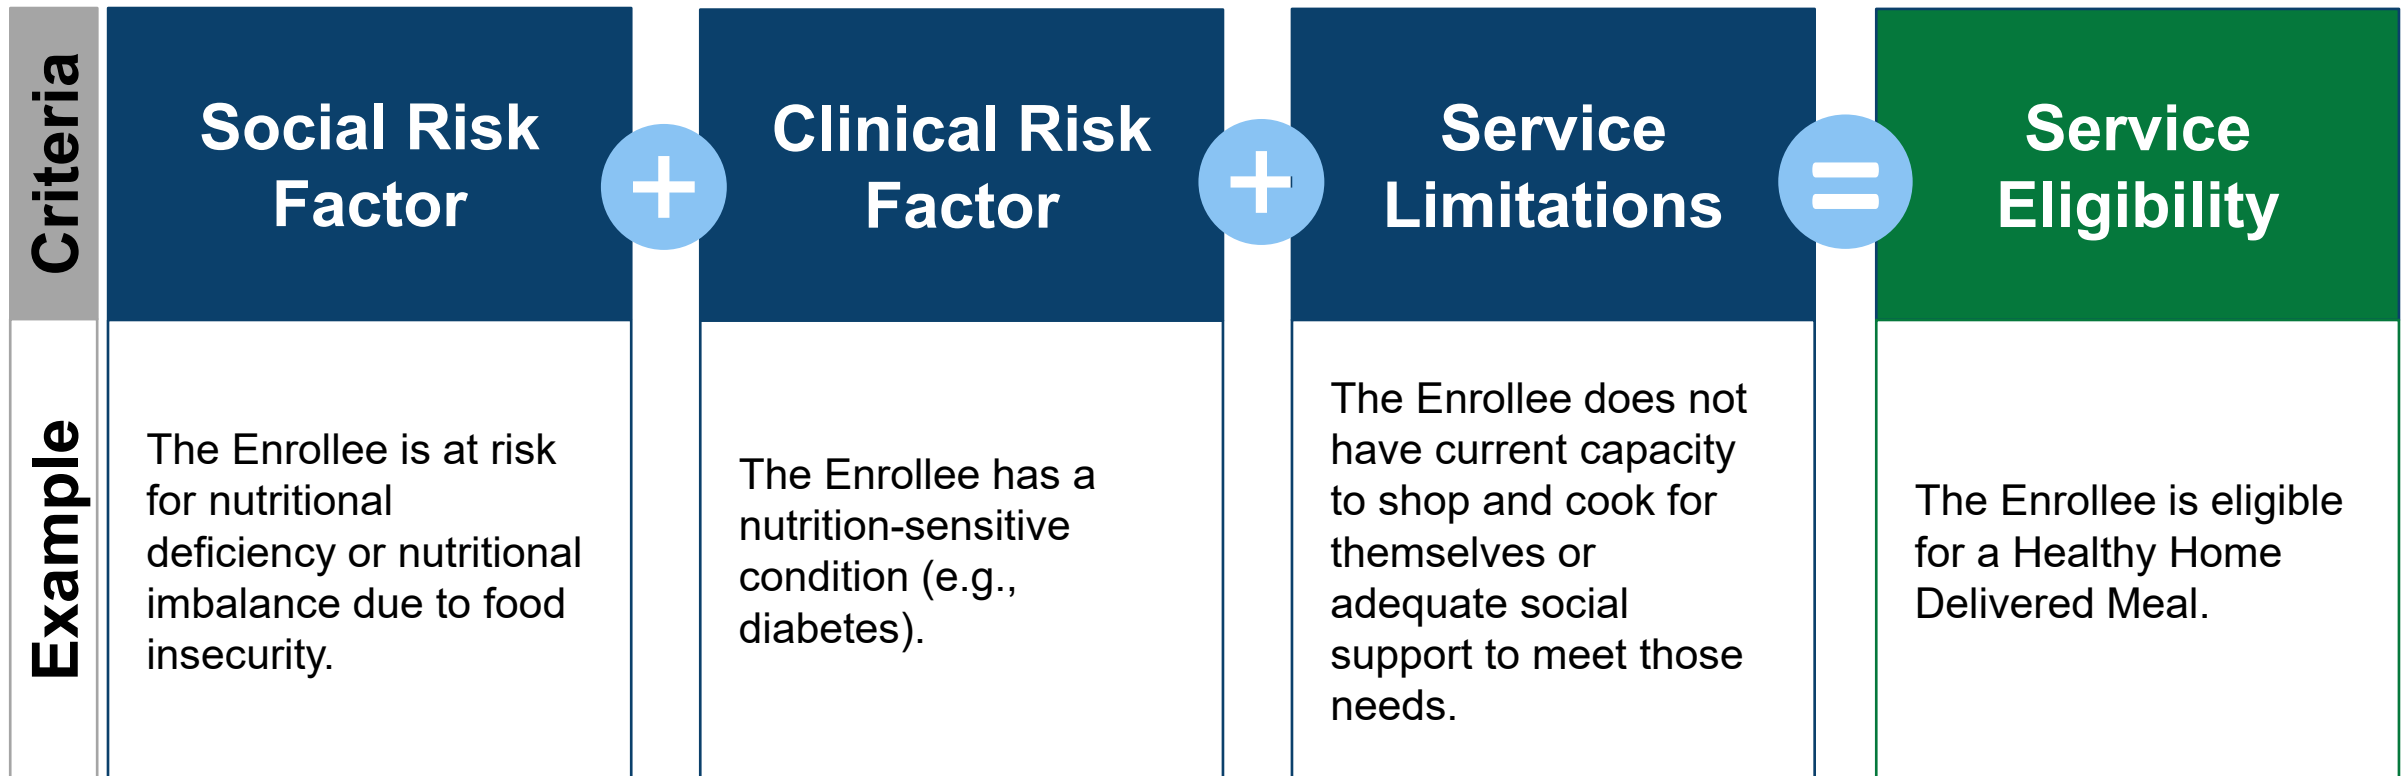 Criteria
Social Risk
Factor
+
Clinical Risk
Factor
+
Service
Limitations
=
Service
Eligibility
Example
The Enrollee is at risk
for nutritional
deficiency or nutritional
imbalance due to food
insecurity.
The Enrollee has a
nutrition-sensitive
condition (e.g.,
diabetes).
The Enrollee does not
have current capacity
to shop and cook for
themselves or
adequate social
support to meet those
needs.
The Enrollee is eligible
for a Healthy Home
Delivered Meal.